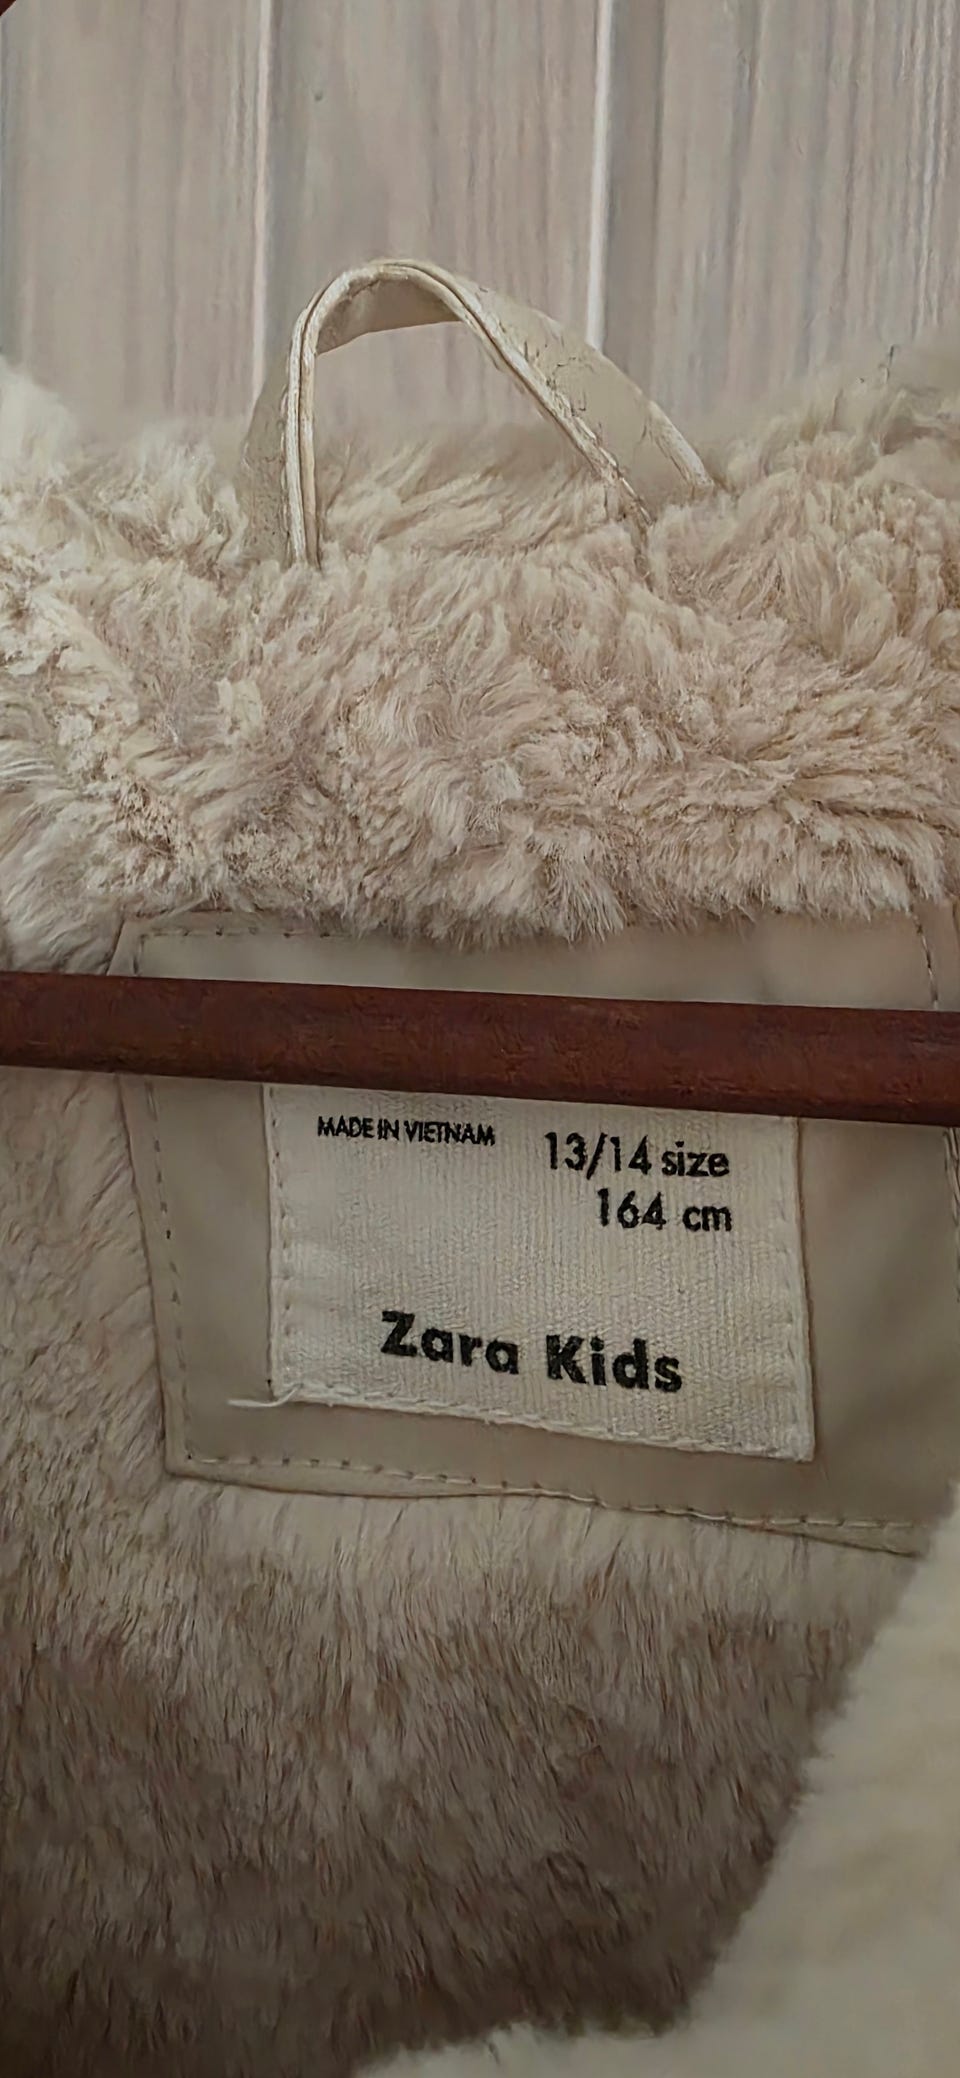 MADE IN VIETNAM
13/14 size
164 cm
Zara Kids